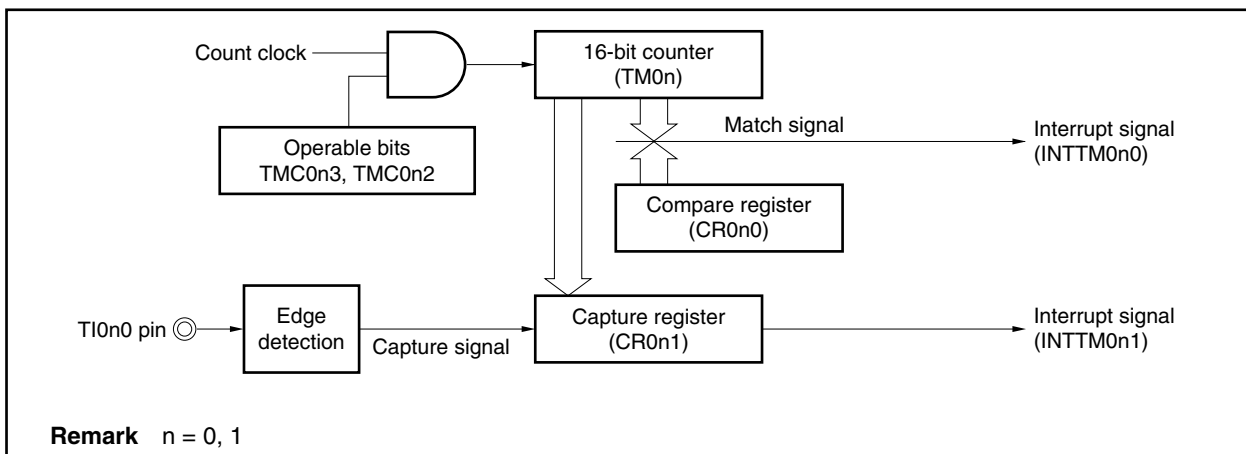 Count clock
16-bit counter
(TM0n)
Operable bits
TMC0n3, TMC0n2
Match signal
Interrupt signal
(INTTM0n0)
Compare register
(CR0n0)
TI0n0 pin
Edge
detection
Capture signal
Capture register
(CR0n1)
Interrupt signal
(INTTM0n1)
Remark n = 0, 1